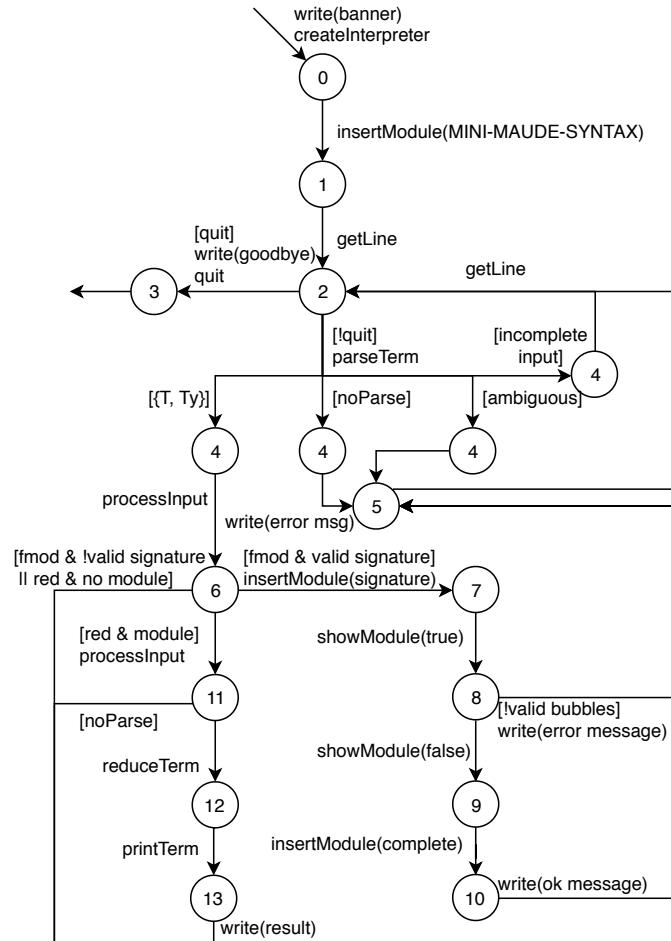 write(banner)
createInterpreter
0
insertModule(MINI-MAUDE-SYNTAX)
1
getLine
[quit]
write(goodbye)
quit
getLine
3
2
[!quit]
parseTerm
[incomplete
input]
4
[{T, Ty}]
[noParse]
[ambiguous]
4
4
4
processInput
5
write(error msg)
[fmod & !valid signature
|| red & no module]
[fmod & valid signature]
insertModule(signature)
6
7
[red & module]
processInput
showModule(true)
11
8
[noParse]
[!valid bubbles]
write(error message)
reduceTerm
showModule(false)
12
9
printTerm
insertModule(complete)
13
10
write(ok message)
write(result)